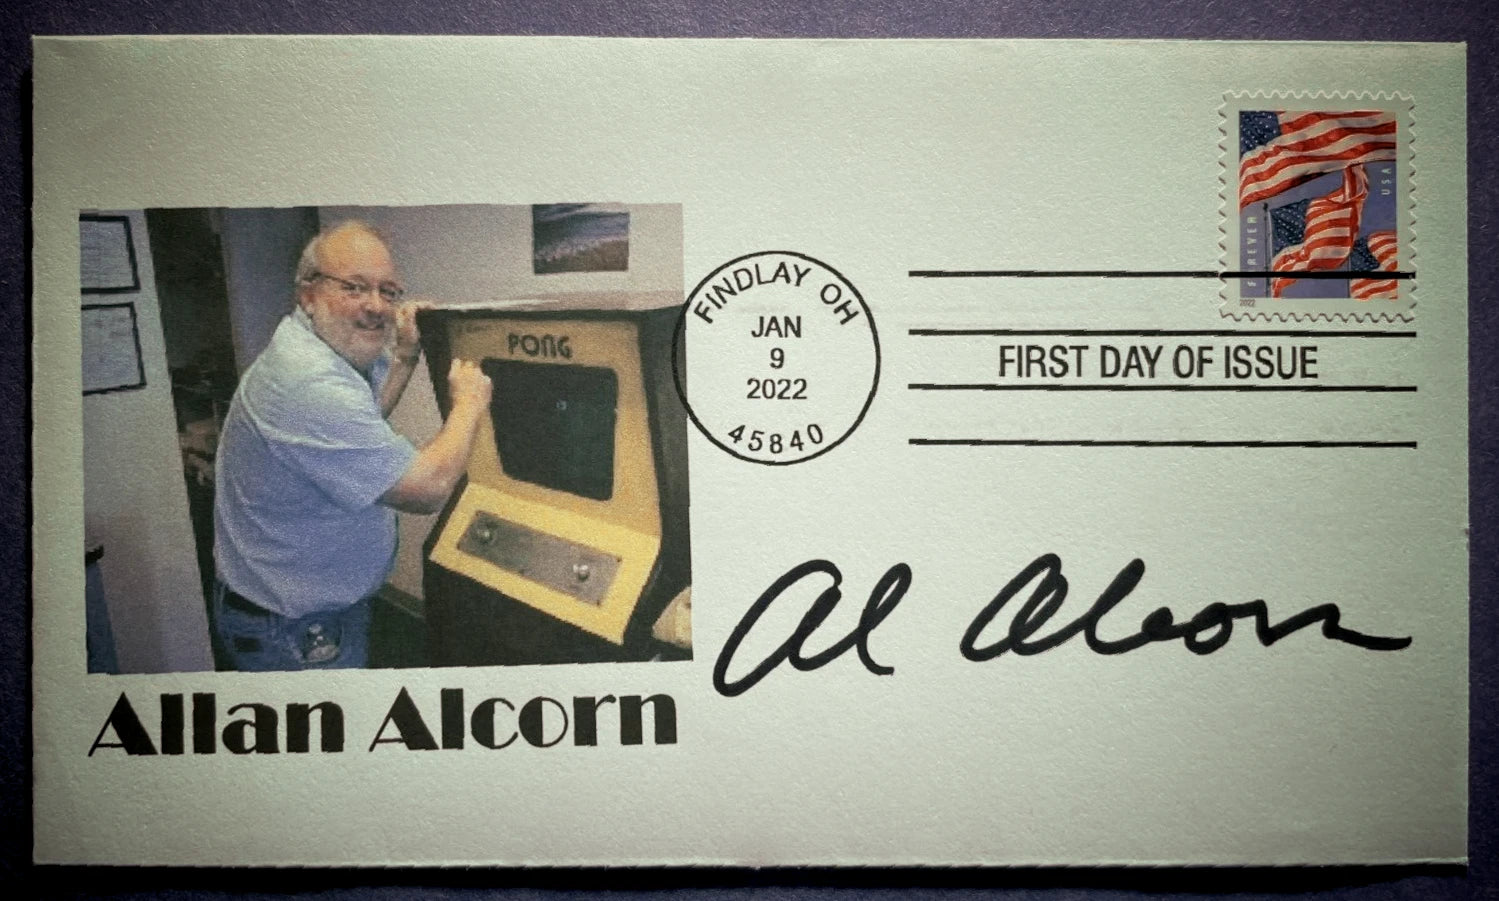 FOREVER
USA
2022
PONG
FINDLAY OH
JAN
9
2022
45840
FIRST DAY OF ISSUE
Al Alcorn
Allan Alcorn